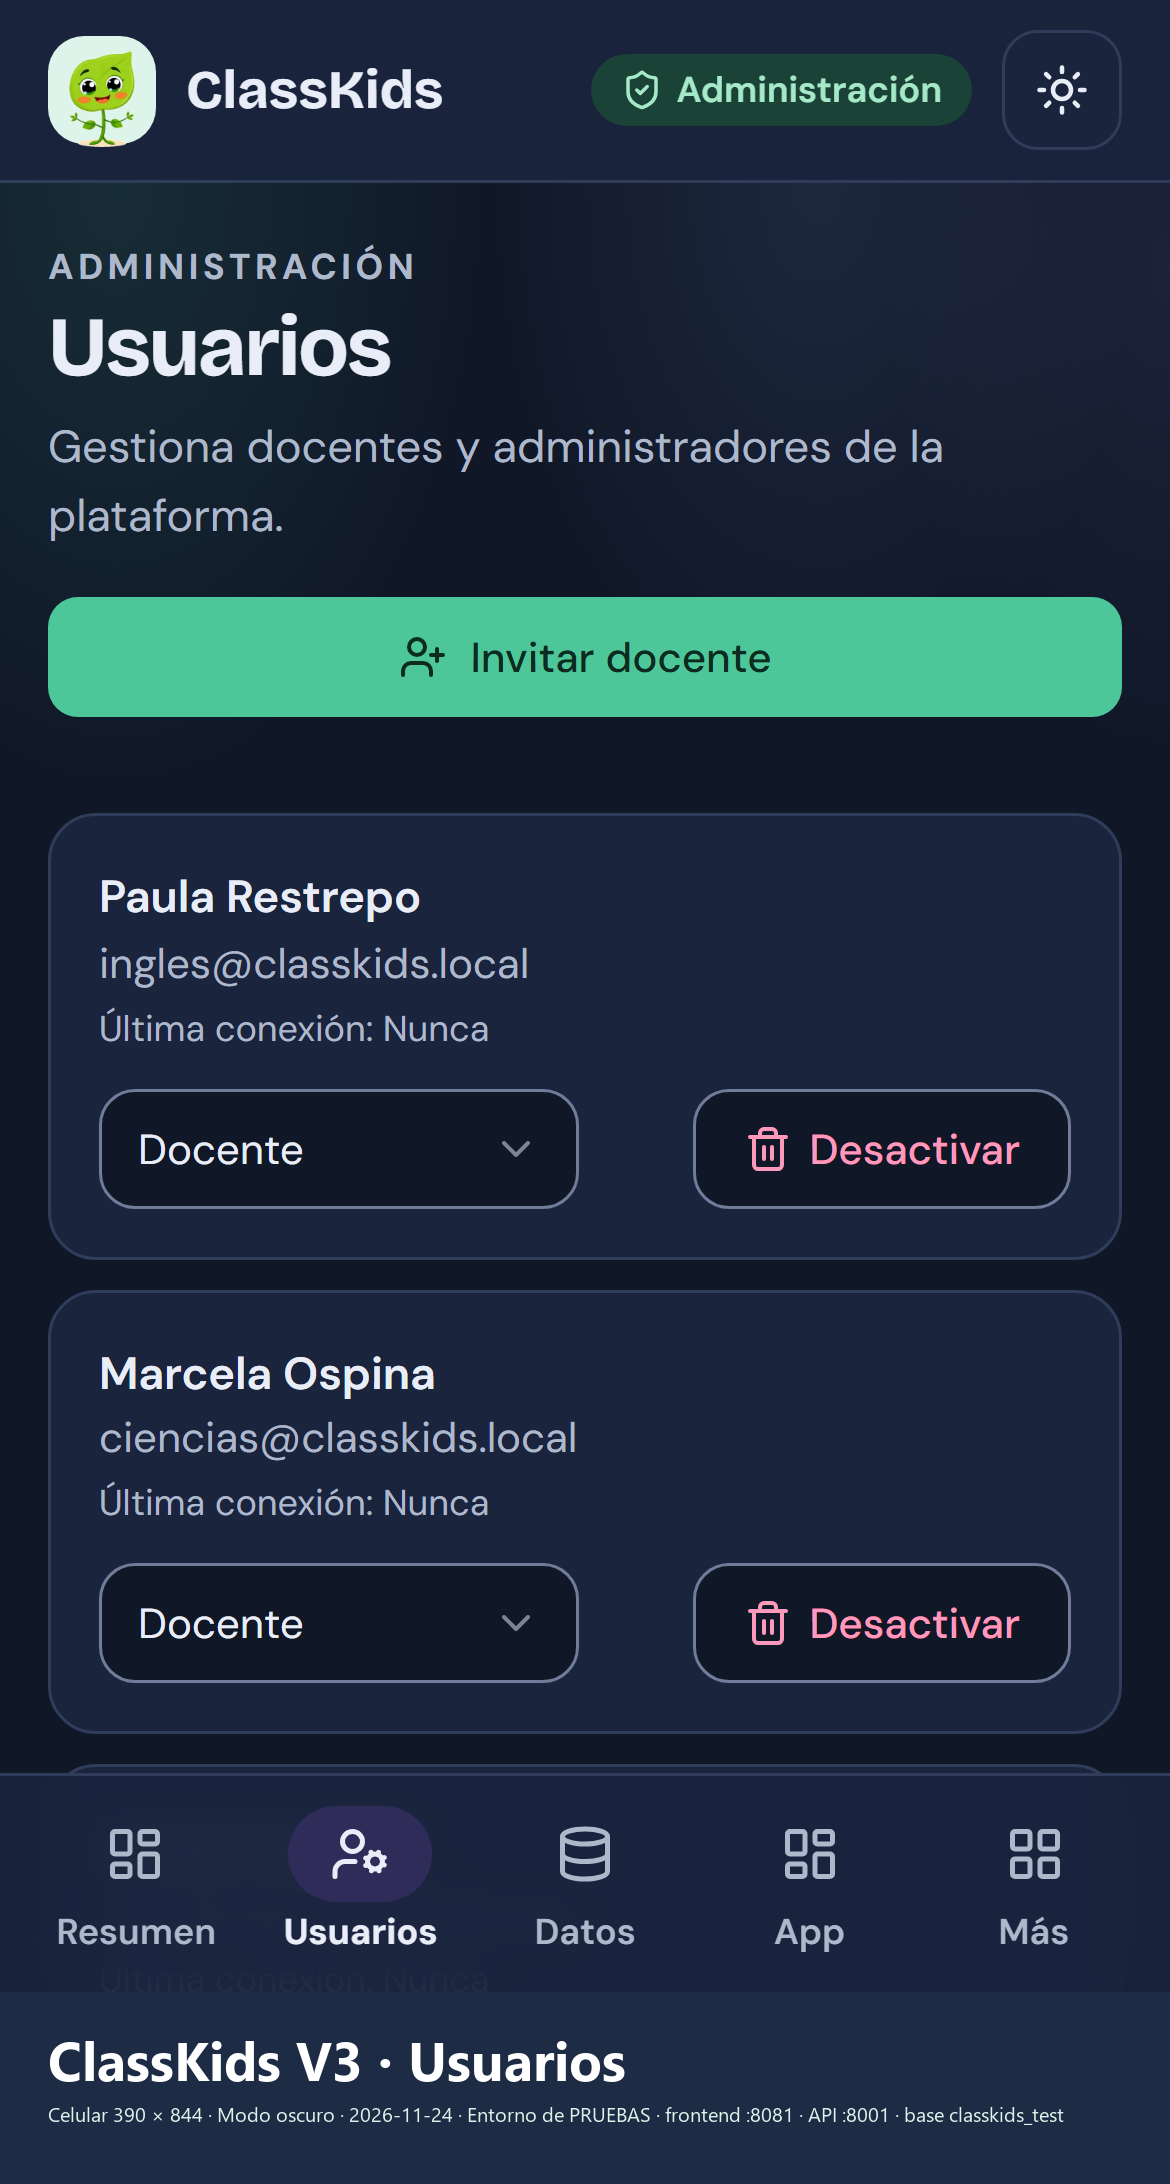 ClassKids
Administración
ADMINISTRACIÓN
Usuarios
Gestiona docentes y administradores de la
plataforma.
Invitar docente
Paula Restrepo
ingles@classkids.local
Última conexión: Nunca
Docente
Desactivar
Marcela Ospina
ciencias@classkids.local
Última conexión: Nunca
Docente
Desactivar
Resumen
Usuarios
Datos
App
Más
Última conexión: Nunca
ClassKids V3 · Usuarios
Celular 390 × 844 · Modo oscuro · 2026-11-24 · Entorno de PRUEBAS · frontend :8081 · API :8001 · base classkids_test